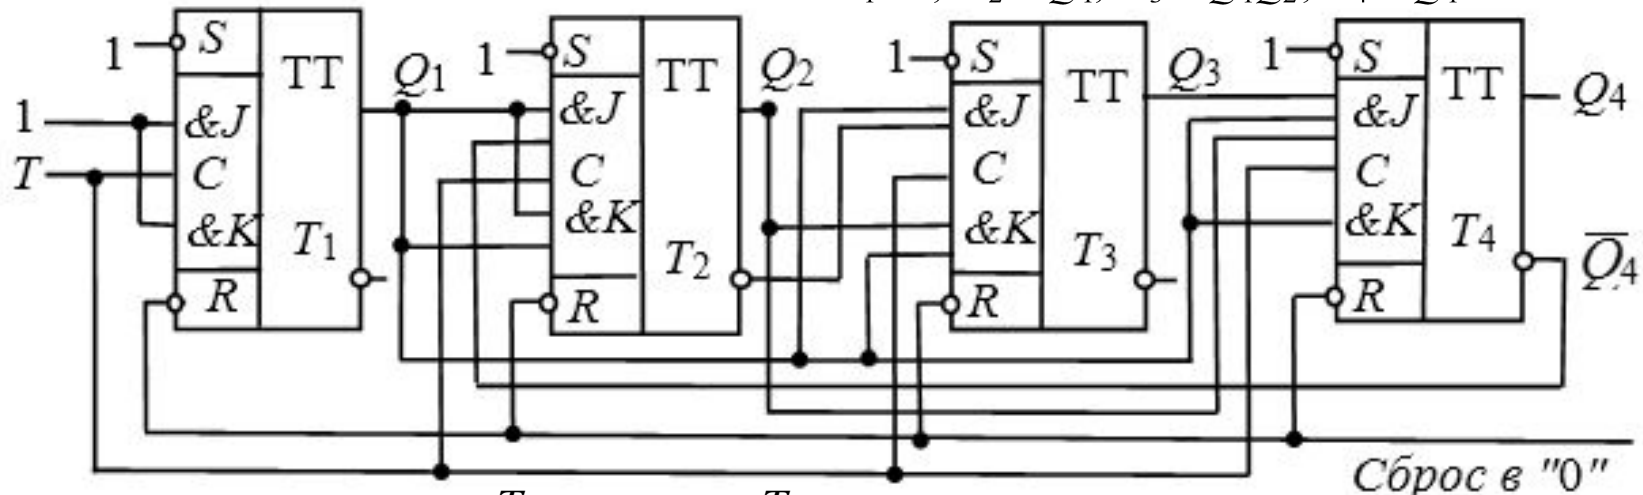 1 S TT Q1 1 S TT Q2 1 S TT Q3 1 S TT Q4
1 &J &J &J &J
T C C C C
&K T1 &K T2 &K T3 &K T4 Q̅4
R R R R
Сброс в "0"